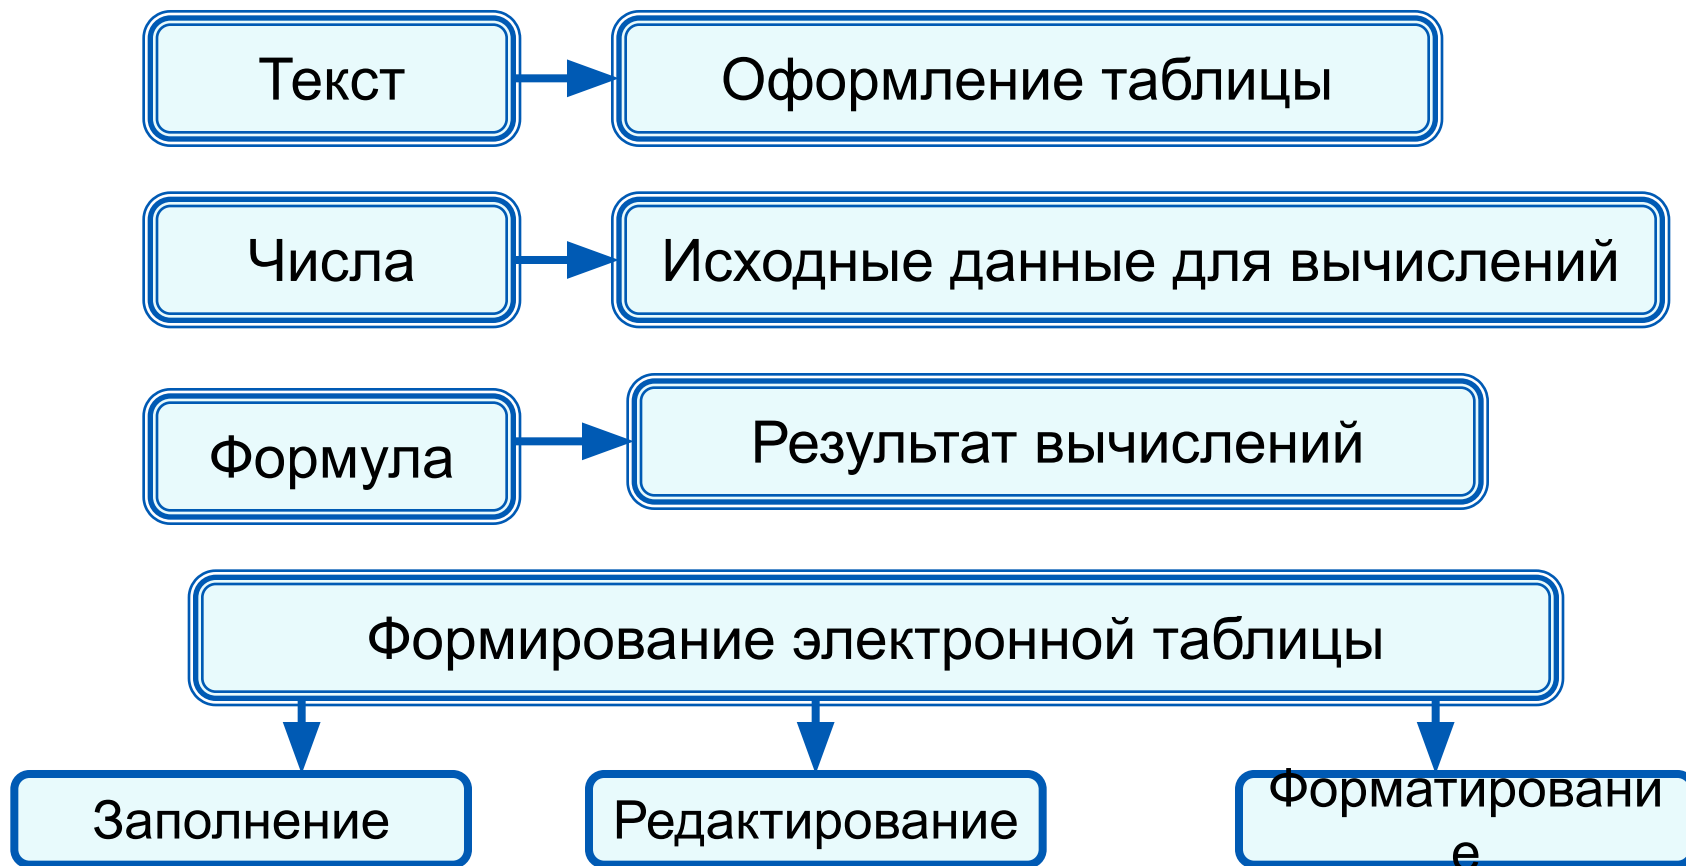 Текст
Оформление таблицы
Числа
Исходные данные для вычислений
Формула
Результат вычислений
Формирование электронной таблицы
Заполнение
Редактирование
Форматировани
е